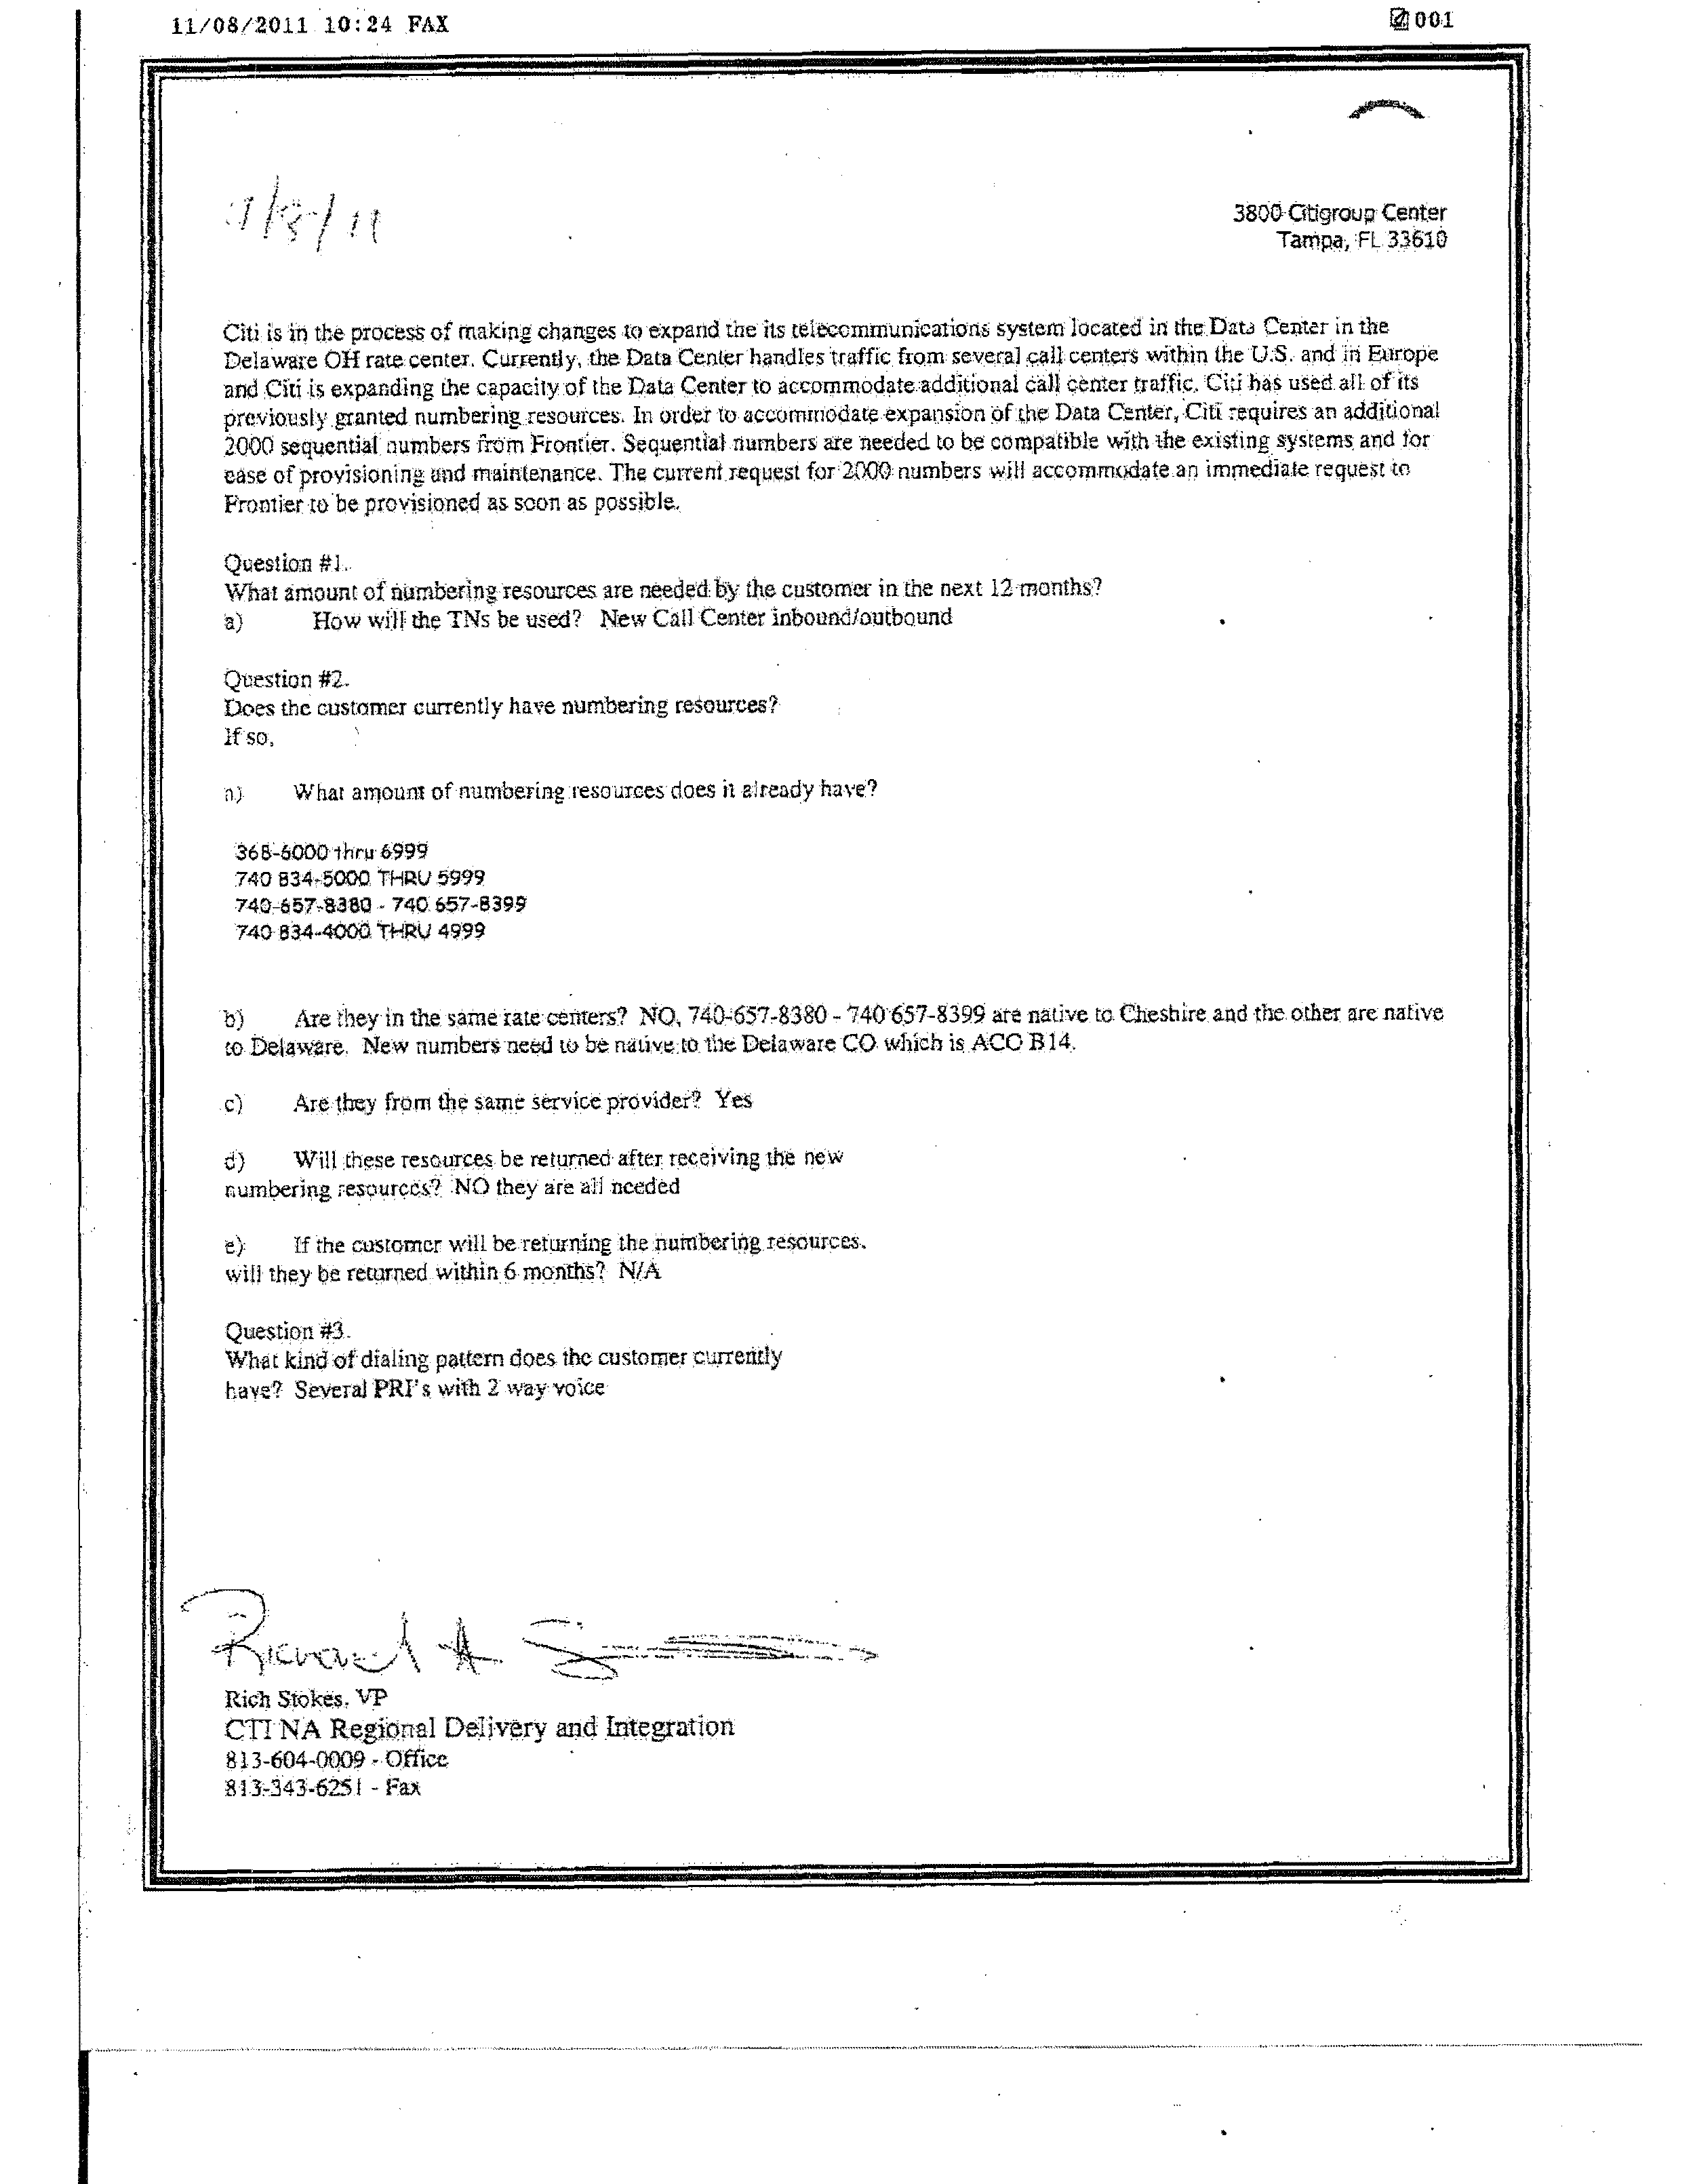 11/08/2011 10:24 FAX
001
11/8/11
3800 Citigroup Center
Tampa, FL 33610
Citi is in the process of making changes to expand the its telecommunications system located in the Data Center in the
Delaware OH rate center. Currently, the Data Center handles traffic from several call centers within the U.S. and in Europe
and Citi is expanding the capacity of the Data Center to accommodate additional call center traffic. Citi has used all of its
previously granted numbering resources. In order to accommodate expansion of the Data Center, Citi requires an additional
2000 sequential numbers from Frontier. Sequential numbers are needed to be compatible with the existing systems and for
ease of provisioning and maintenance. The current request for 2000 numbers will accommodate an immediate request to
Frontier to be provisioned as soon as possible.
Question #1.
What amount of numbering resources are needed by the customer in the next 12 months?
a) How will the TNs be used? New Call Center inbound/outbound
Question #2.
Does the customer currently have numbering resources?
If so,
a) What amount of numbering resources does it already have?
368-6000 thru 6999
740 834-5000 THRU 5999
740-657-8380 - 740 657-8399
740 834-4000 THRU 4999
b) Are they in the same rate centers? NO, 740-657-8380 - 740 657-8399 are native to Cheshire and the other are native
to Delaware. New numbers need to be native to the Delaware CO which is ACC B14.
c) Are they from the same service provider? Yes
d) Will these resources be returned after receiving the new
numbering resources? NO they are all needed
e) If the customer will be returning the numbering resources.
will they be returned within 6 months? N/A
Question #3.
What kind of dialing pattern does the customer currently
have? Several PRI's with 2 way voice
Richard A S
Rich Stokes, VP
CTI NA Regional Delivery and Integration
813-604-0009 - Office
813-343-6251 - Fax